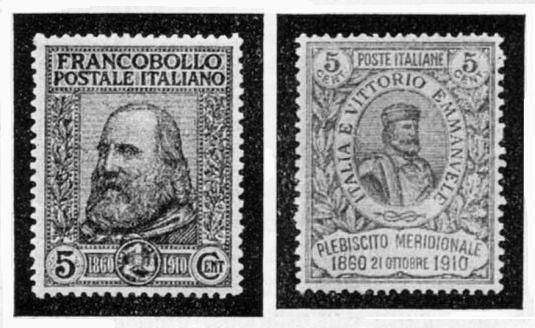 FRANCOBOLLO
POSTALE ITALIANO
5 1860 1910 CENT
5 CENT POSTE ITALIANE 5 CENT
ITALIA E VITTORIO EMMANUELE
PLEBISCITO MERIDIONALE
1860 21 OTTOBRE 1910